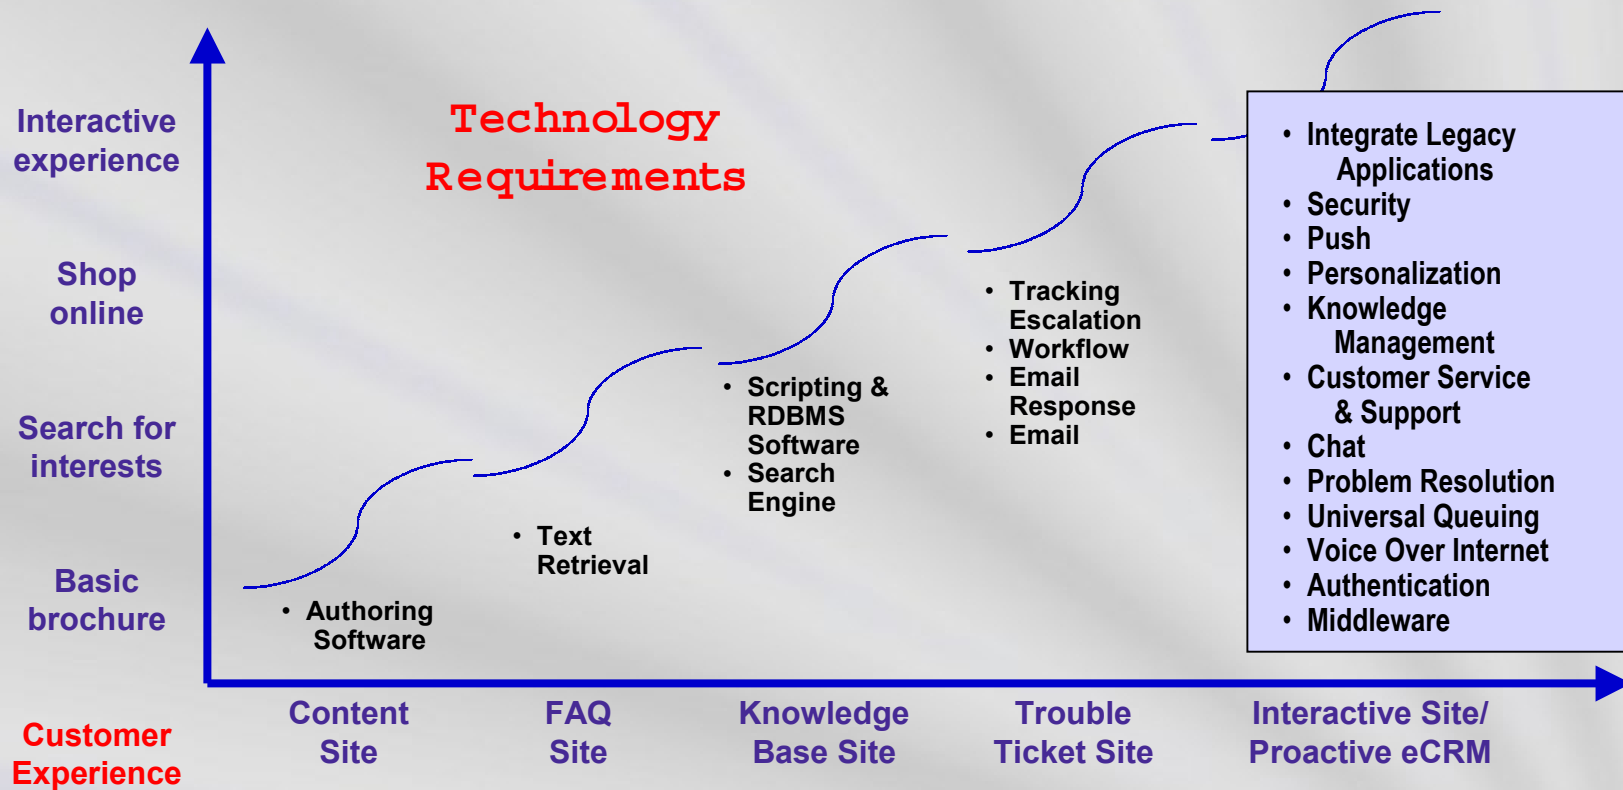 Technology
Requirements
Interactive
experience
Shop
online
Search for
interests
Basic
brochure
• Authoring
Software
• Text
Retrieval
• Scripting &
RDBMS
Software
• Search
Engine
• Tracking
Escalation
• Workflow
• Email
Response
• Email
• Integrate Legacy
Applications
• Security
• Push
• Personalization
• Knowledge
Management
• Customer Service
& Support
• Chat
• Problem Resolution
• Universal Queuing
• Voice Over Internet
• Authentication
• Middleware
Customer
Experience
Content
Site
FAQ
Site
Knowledge
Base Site
Trouble
Ticket Site
Interactive Site/
Proactive eCRM